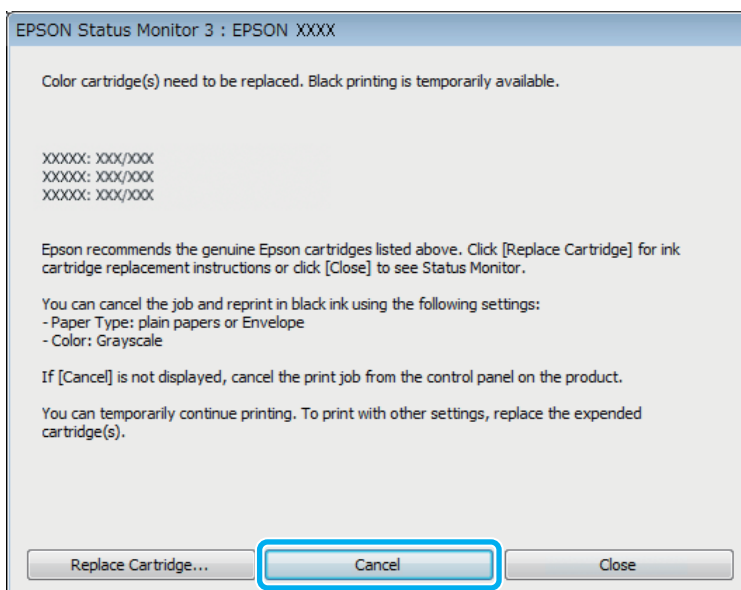 EPSON Status Monitor 3 : EPSON XXXX
Color cartridge(s) need to be replaced. Black printing is temporarily available.
XXXXX: XXX/XXX
XXXXX: XXX/XXX
XXXXX: XXX/XXX
Epson recommends the genuine Epson cartridges listed above. Click [Replace Cartridge] for ink
cartridge replacement instructions or click [Close] to see Status Monitor.
You can cancel the job and reprint in black ink using the following settings:
- Paper Type: plain papers or Envelope
- Color: Grayscale
If [Cancel] is not displayed, cancel the print job from the control panel on the product.
You can temporarily continue printing. To print with other settings, replace the expended
cartridge(s).
Replace Cartridge... Cancel Close